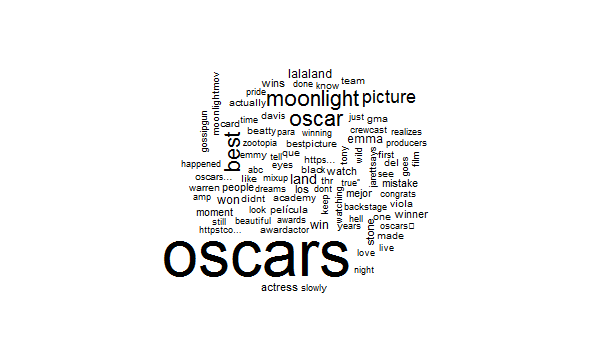 lalaland
wins done know team
pride
moonlight picture
actually
moonlightmov
gossipgun
card time davis oscar just gma
crewcast realizes
beatty para winning
best
zootopia bestpicture emma producers
emmy tell que https... tony wild first
happened eyes black del goes film
abc watch jarettsays see
oscars... like mixup land thr true" mistake
warren people dreams los dont mejor congrats
amp won didnt academy keep viola
backstage
moment look película watching one winner
still beautiful awards win hell oscars
httpstco... awardactor years stone made
oscars
love live
night
actress slowly